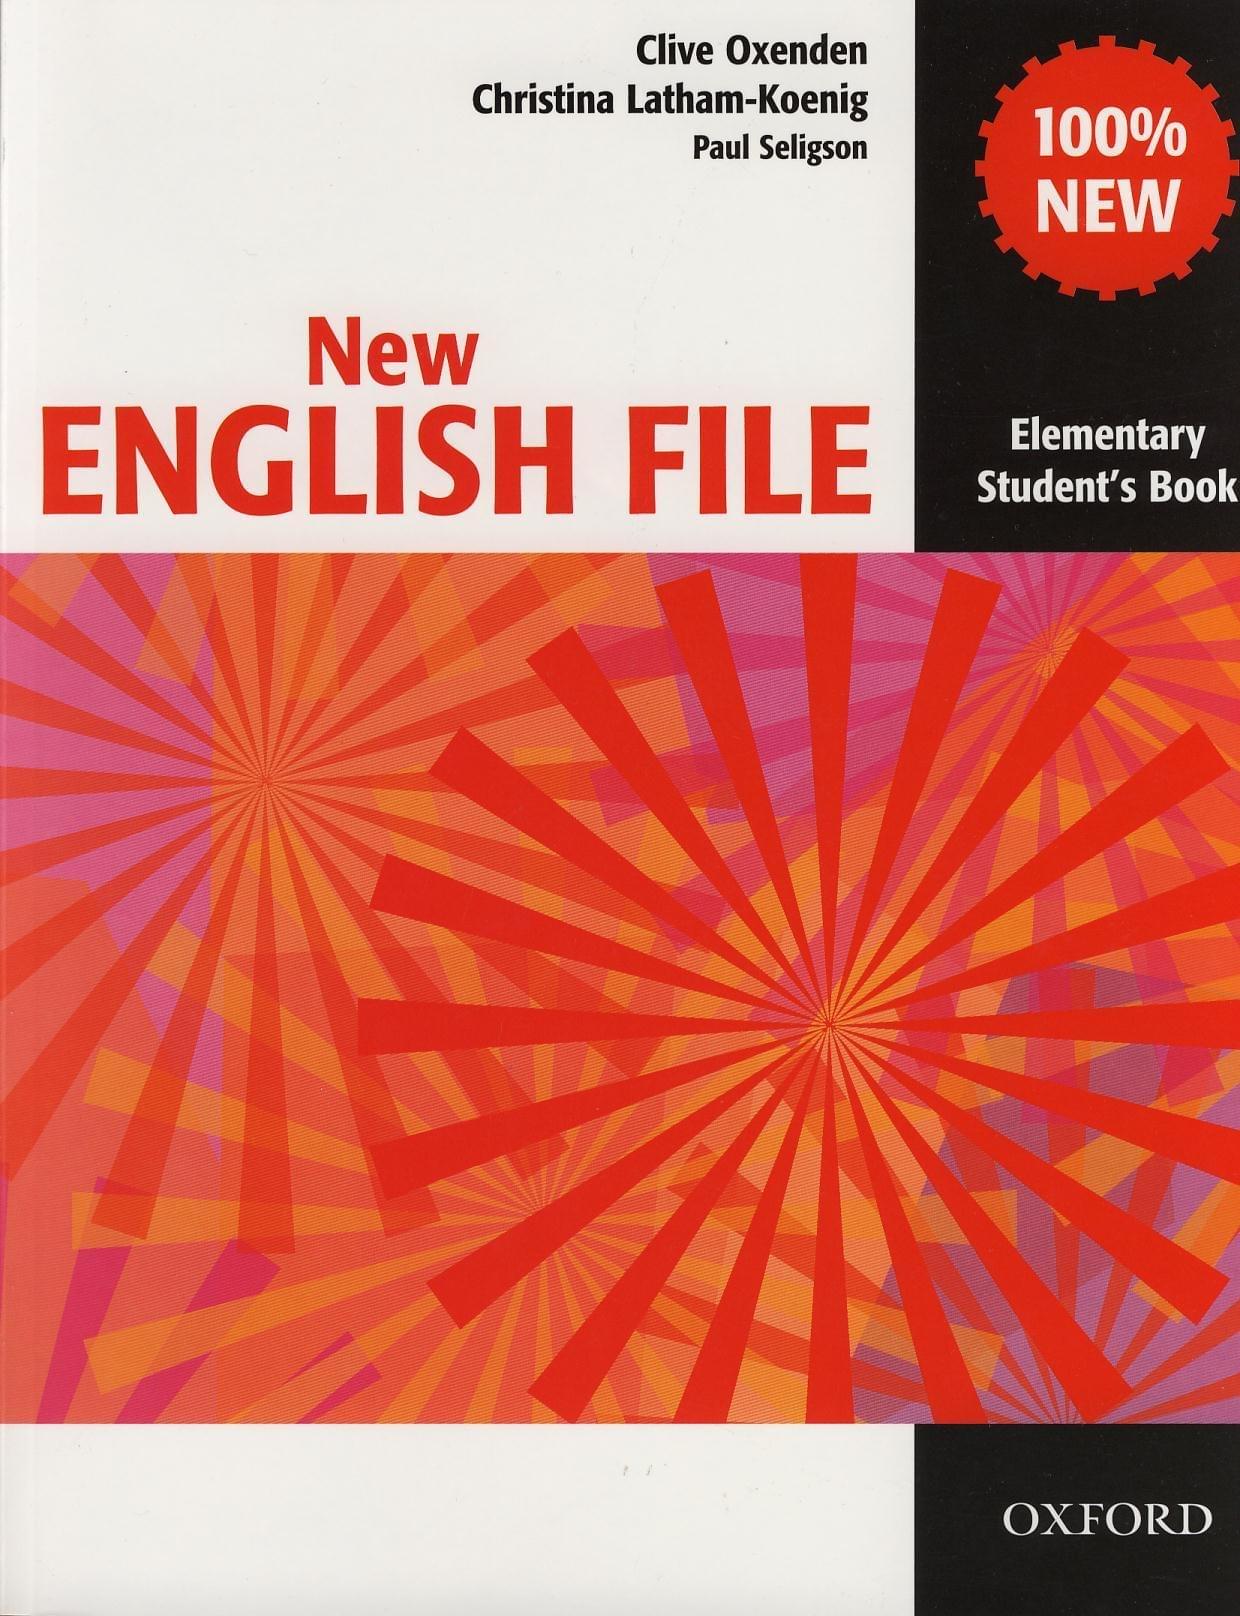 Clive Oxenden
Christina Latham-Koenig
Paul Seligson
100%
NEW
New
ENGLISH FILE
Elementary
Student's Book
OXFORD